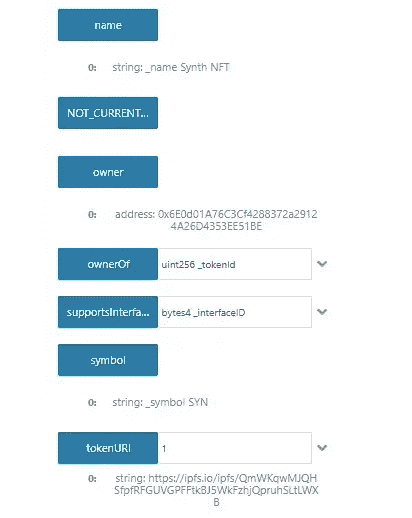 name
0: string: _name Synth NFT
NOT_CURRENT...
owner
0: address: 0x6E0d01A76C3Cf4288372a2912
4A26D4353EE51BE
ownerOf uint256 _tokenId
supportsInterfa... bytes4 _interfaceID
symbol
0: string: _symbol SYN
tokenURI 1
0: string: https://ipfs.io/ipfs/QmWKqwMJQH
SfpfRFGUVGPFFtkBJ5WkFzhjQpruhSLtLWX
B